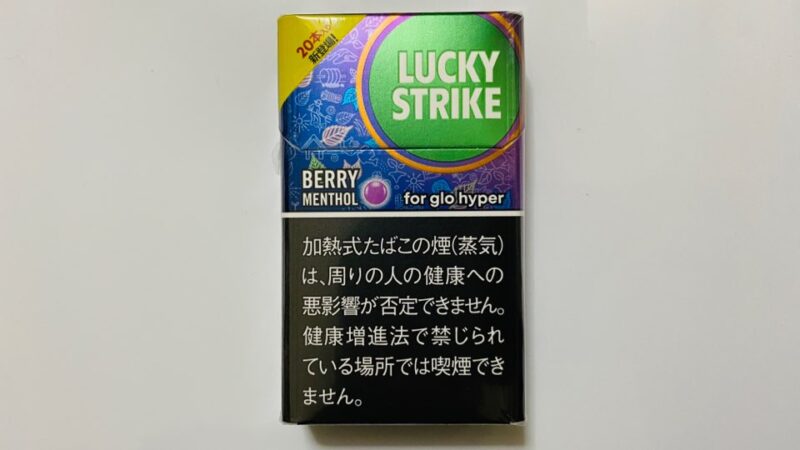 20本入り
新登場!
LUCKY
STRIKE
BERRY
MENTHOL
for glo hyper
加熱式たばこの煙(蒸気)
は、周りの人の健康への
悪影響が否定できません。
健康増進法で禁じられ
ている場所では喫煙でき
ません。